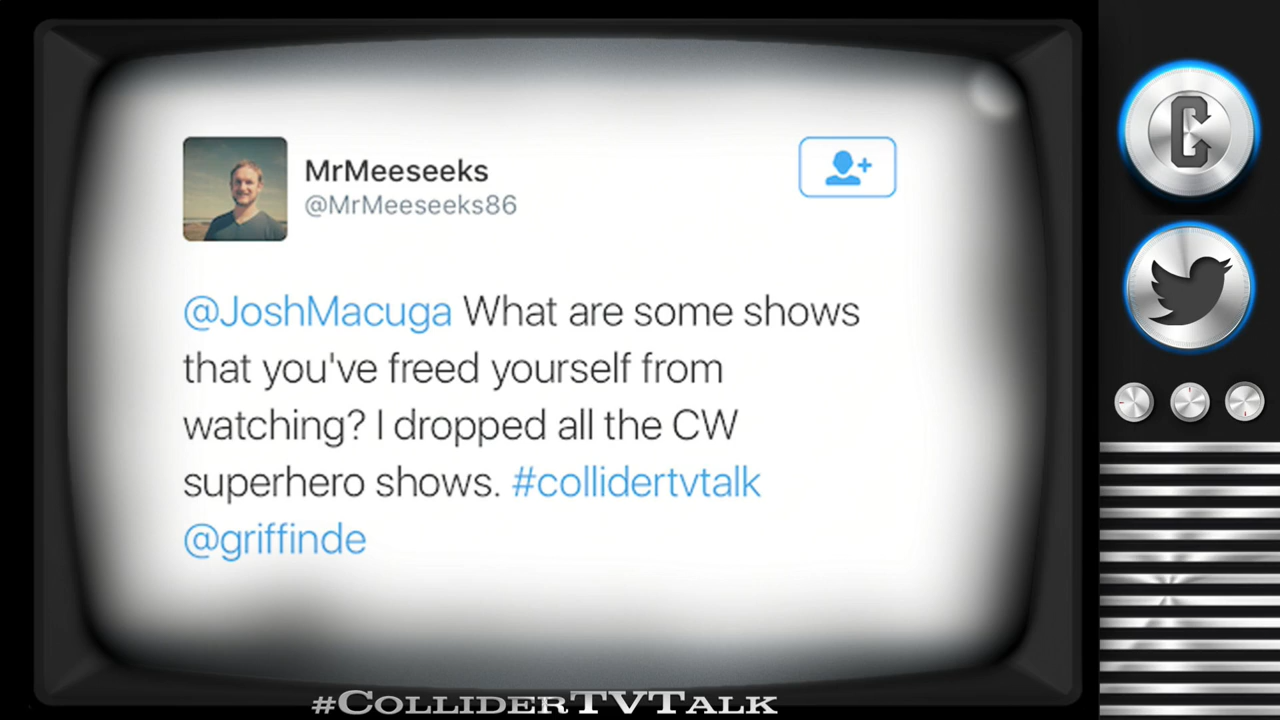 MrMeeseeks
@MrMeeseeks86
@JoshMacuga What are some shows
that you've freed yourself from
watching? I dropped all the CW
superhero shows. #collidertvtalk
@griffinde
#ColliderTVTalk